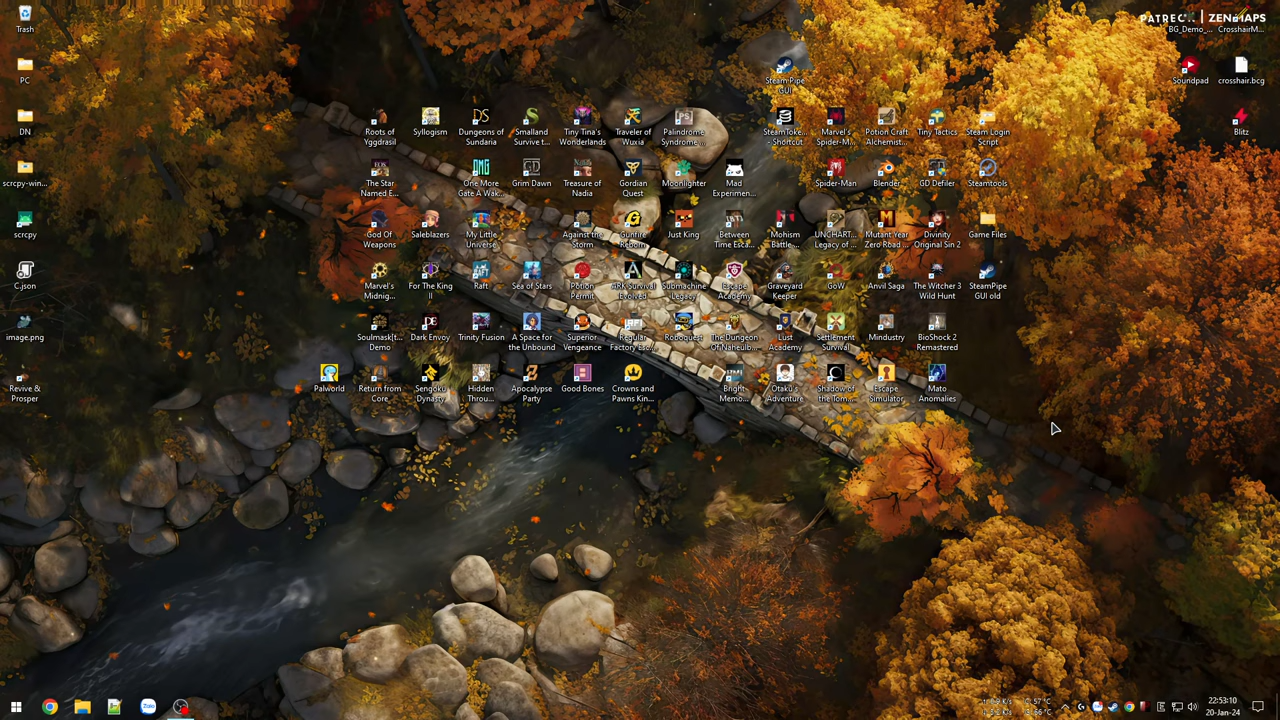 Trash
PC
DN
scrcpy-win...
scrcpy
C.json
image.png
Revive &
Prosper
Roots of
Yggdrasil
Syllogism
Dungeons of
Sundaria
Smalland
Survive t...
Tiny Tina's
Wonderlands
Traveler of
Wuxia
Palindrome
Syndrome ...
Steam Pipe
GUI
SteamToke...
- Shortcut
Marvel's
Spider-M...
Potion Craft
Alchemist...
Tiny Tactics
Steam Login
Script
The Star
Named E...
One More
Gate A Wak...
Grim Dawn
Treasure of
Nadia
Gordian
Quest
Moonlighter
Mad
Experimen...
Spider-Man
Blender
GD Defiler
Steamtools
God Of
Weapons
Saleblazers
My Little
Universe
Against the
Storm
Gunfire
Reborn
Just King
Between
Time Esca...
Mohism
Battle ...
UNCHART...
Legacy of ...
Mutant Year
Zero Road ...
Divinity
Original Sin 2
Game Files
Marvel's
Midnig...
For The King
II
Raft
Sea of Stars
Potion
Permit
ARK Survival
Evolved
Submachine
Legacy
Escape
Academy
Graveyard
Keeper
GoW
Anvil Saga
The Witcher 3
Wild Hunt
SteamPipe
GUI old
Soulmask[t...
Demo
Dark Envoy
Trinity Fusion
A Space for
the Unbound
Superior
Vengeance
Regular
Factory Esc...
Roboquest
The Dungeon
Of Naheulb...
Lust
Academy
Settlement
Survival
Mindustry
BioShock 2
Remastered
Palworld
Return from
Core
Sengoku
Dynasty
Hidden
Throu...
Apocalypse
Party
Good Bones
Crowns and
Pawns Kin...
Bright
Memo...
Otaku's
Adventure
Shadow of
the Tom...
Escape
Simulator
Mato
Anomalies
ZENMAPS
BG_Demo_...
CrosshairM...
Soundpad
crosshair.bcg
Blitz
Zalo
22:53:10
20-Jan-24